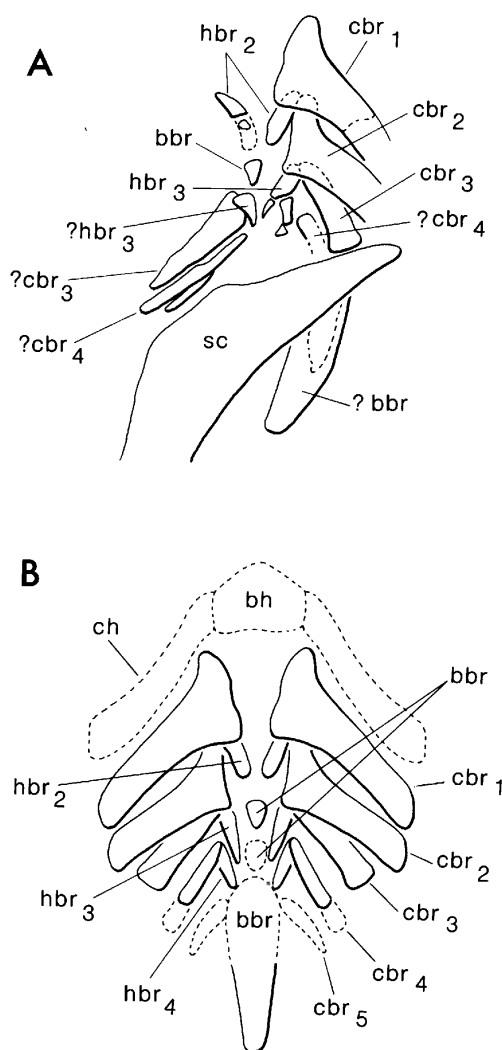 A
hbr 2
cbr 1
cbr 2
bbr
hbr 3
cbr 3
?hbr 3
?cbr 4
?cbr 3
?cbr 4
sc
? bbr
B
bh
ch
bbr
hbr 2
cbr 1
cbr 2
hbr 3
cbr 3
bbr
hbr 4
cbr 4
cbr 5